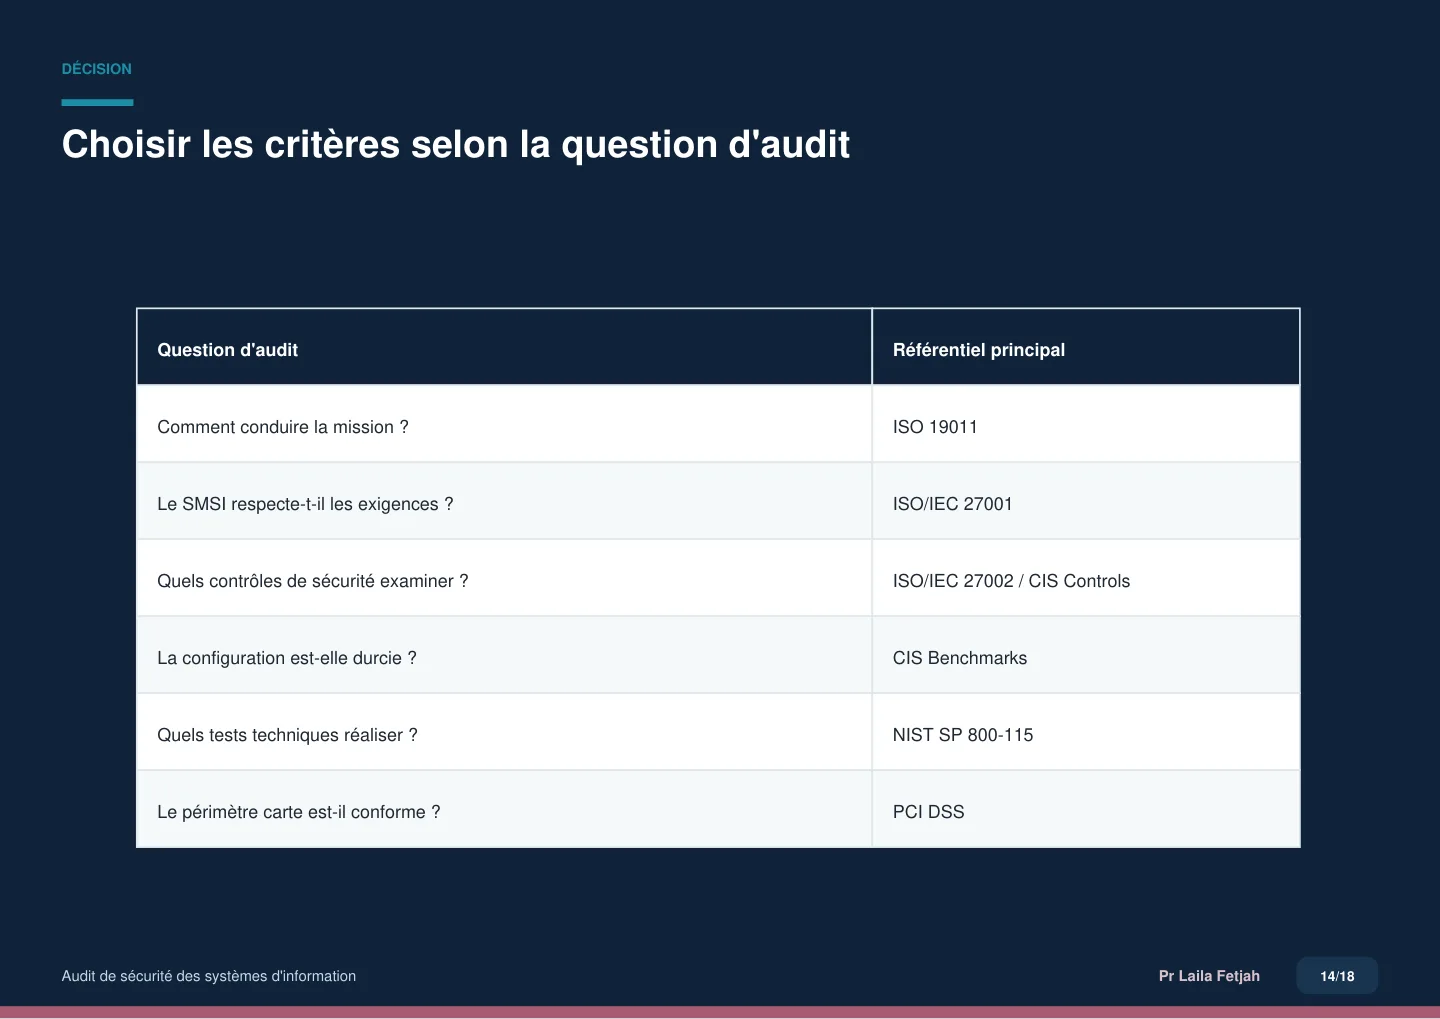 DÉCISION
Choisir les critères selon la question d'audit
Question d'audit
Référentiel principal
Comment conduire la mission ?
ISO 19011
Le SMSI respecte-t-il les exigences ?
ISO/IEC 27001
Quels contrôles de sécurité examiner ?
ISO/IEC 27002 / CIS Controls
La configuration est-elle durcie ?
CIS Benchmarks
Quels tests techniques réaliser ?
NIST SP 800-115
Le périmètre carte est-il conforme ?
PCI DSS
Audit de sécurité des systèmes d'information
Pr Laila Fetjah
14/18